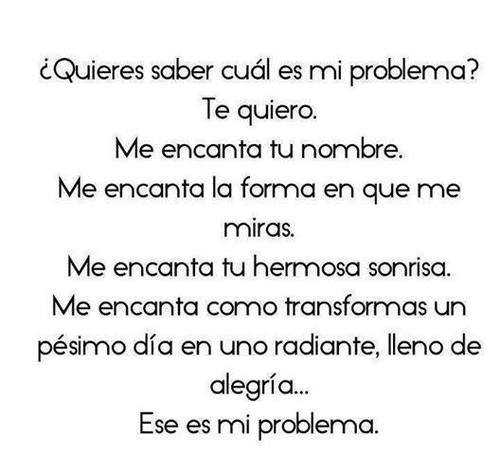 ¿Quieres saber cuál es mi problema?
Te quiero.
Me encanta tu nombre.
Me encanta la forma en que me
miras.
Me encanta tu hermosa sonrisa.
Me encanta como transformas un
pésimo día en uno radiante, lleno de
alegría...
Ese es mi problema.